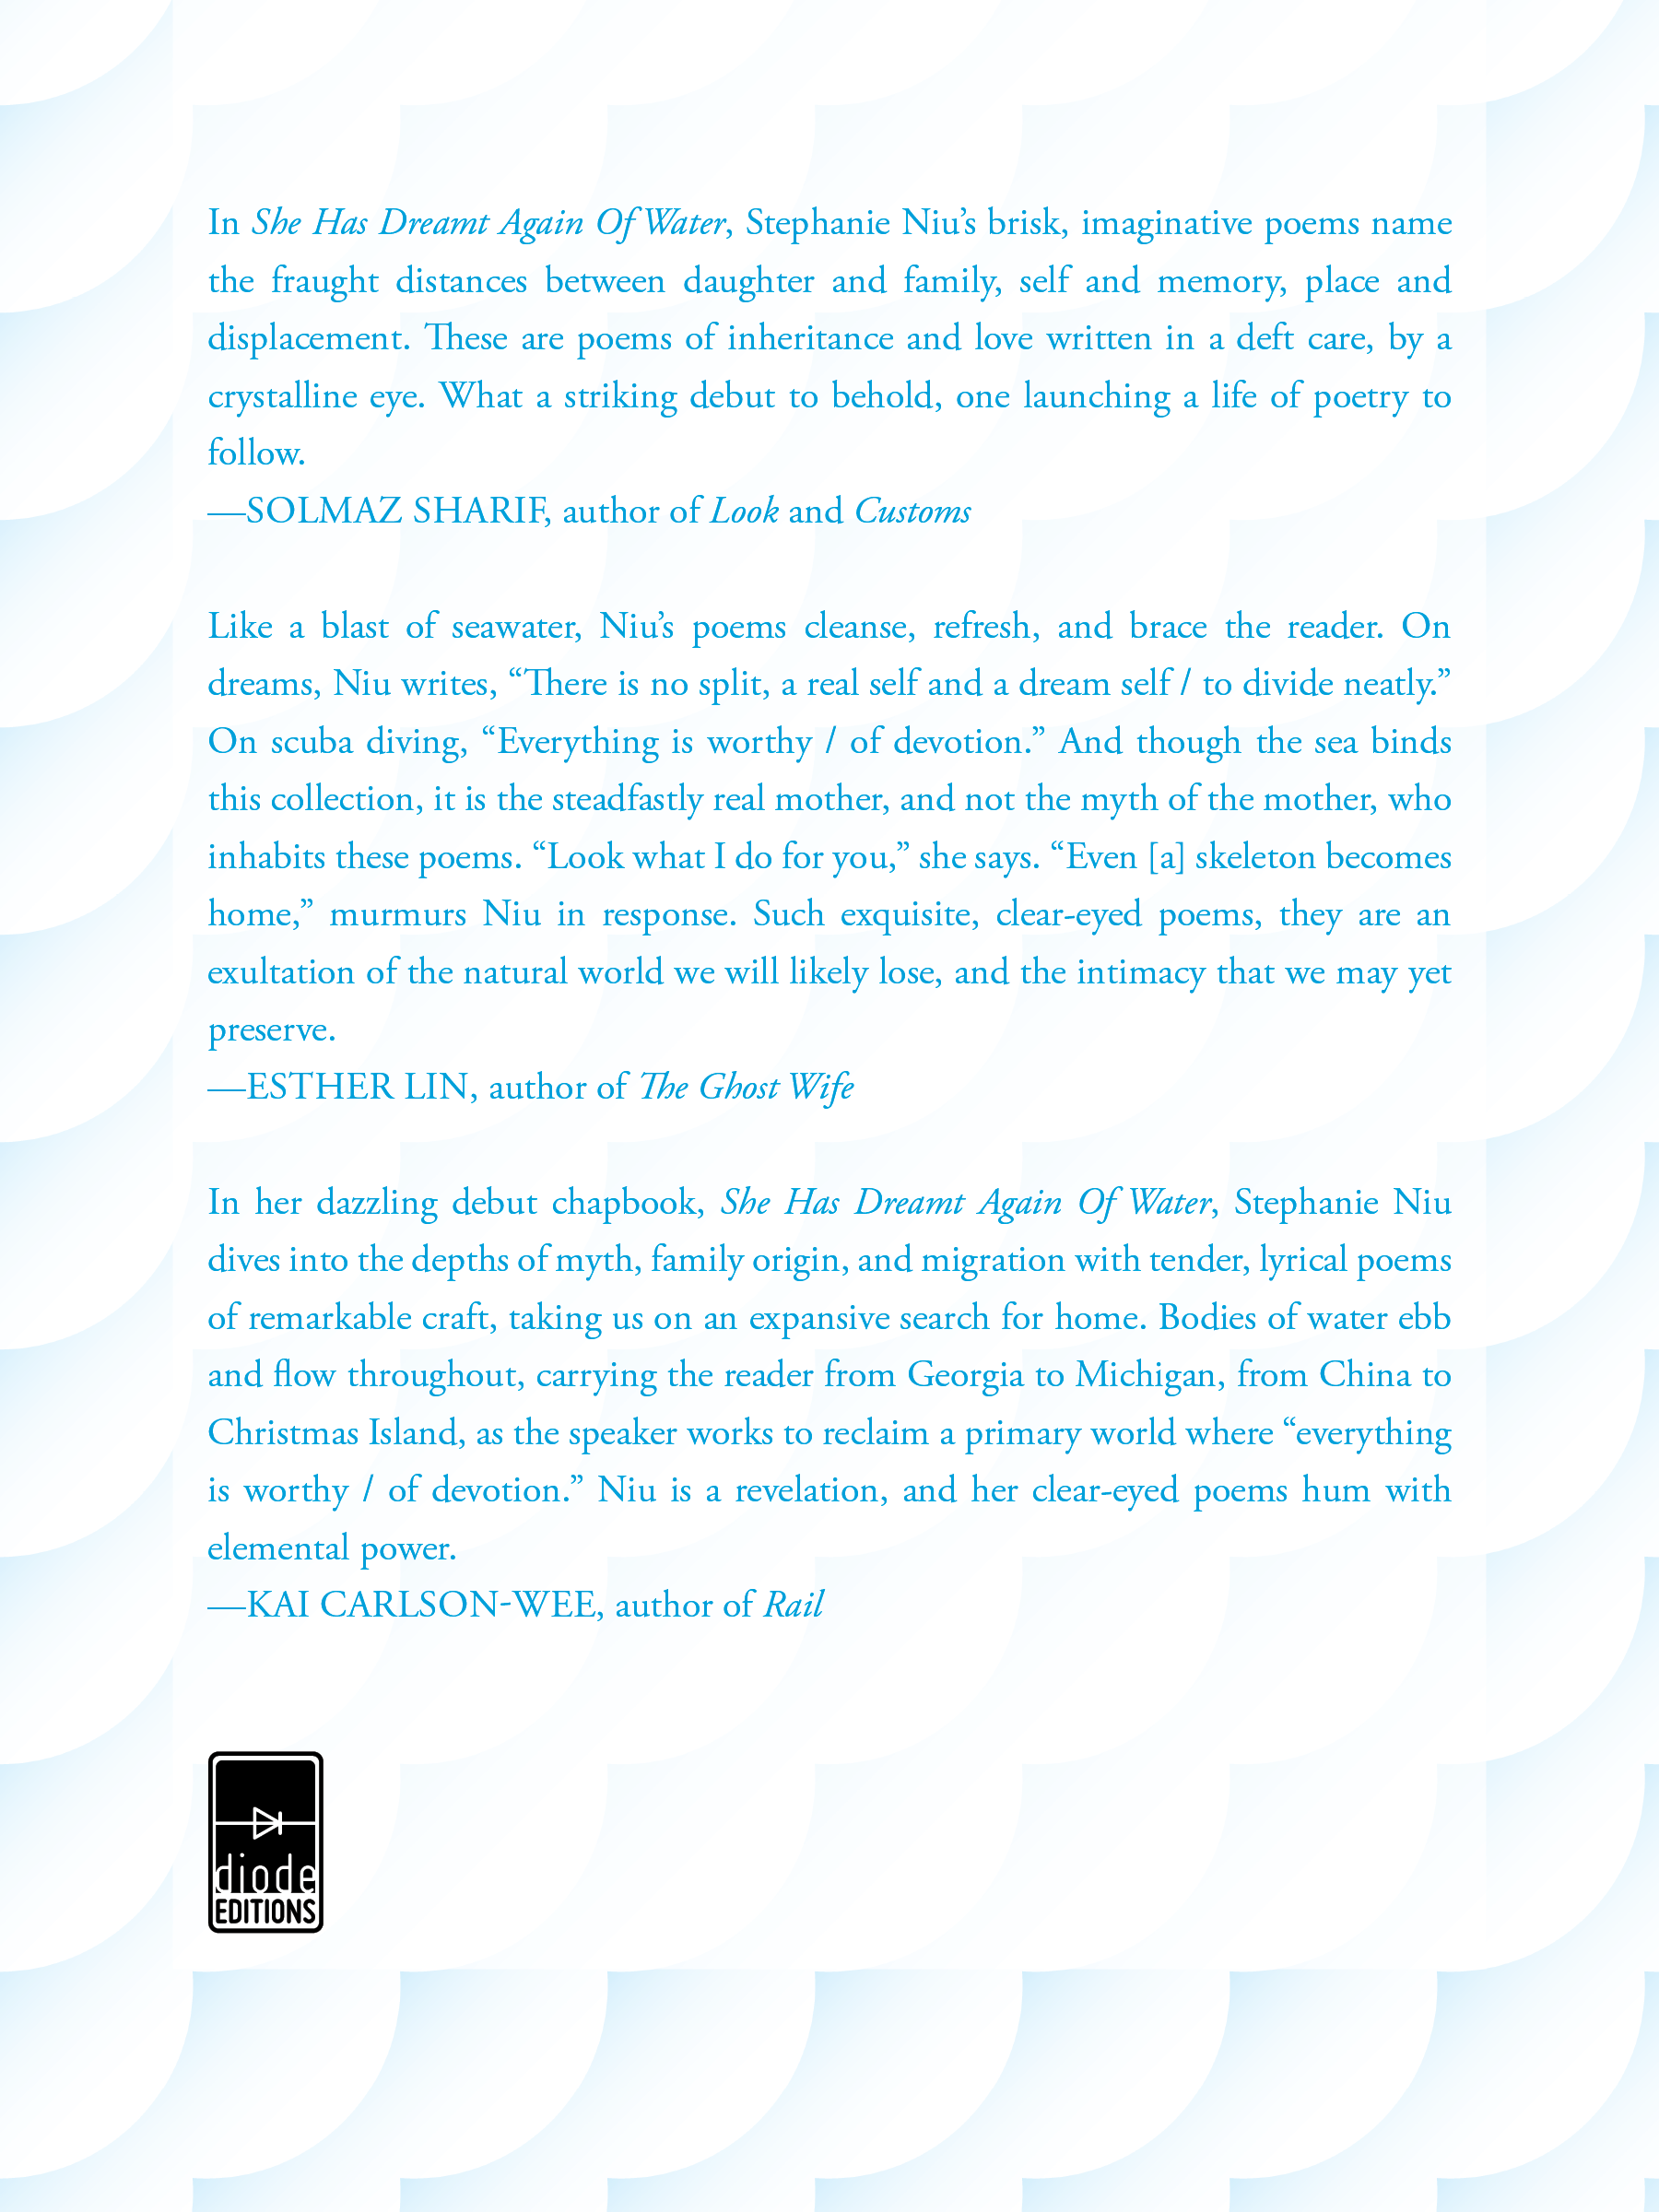 In She Has Dreamt Again Of Water, Stephanie Niu’s brisk, imaginative poems name
the fraught distances between daughter and family, self and memory, place and
displacement. These are poems of inheritance and love written in a deft care, by a
crystalline eye. What a striking debut to behold, one launching a life of poetry to
follow.
—SOLMAZ SHARIF, author of Look and Customs
Like a blast of seawater, Niu’s poems cleanse, refresh, and brace the reader. On
dreams, Niu writes, “There is no split, a real self and a dream self / to divide neatly.”
On scuba diving, “Everything is worthy / of devotion.” And though the sea binds
this collection, it is the steadfastly real mother, and not the myth of the mother, who
inhabits these poems. “Look what I do for you,” she says. “Even [a] skeleton becomes
home,” murmurs Niu in response. Such exquisite, clear-eyed poems, they are an
exultation of the natural world we will likely lose, and the intimacy that we may yet
preserve.
—ESTHER LIN, author of The Ghost Wife
In her dazzling debut chapbook, She Has Dreamt Again Of Water, Stephanie Niu
dives into the depths of myth, family origin, and migration with tender, lyrical poems
of remarkable craft, taking us on an expansive search for home. Bodies of water ebb
and flow throughout, carrying the reader from Georgia to Michigan, from China to
Christmas Island, as the speaker works to reclaim a primary world where “everything
is worthy / of devotion.” Niu is a revelation, and her clear-eyed poems hum with
elemental power.
—KAI CARLSON-WEE, author of Rail
diode
EDITIONS